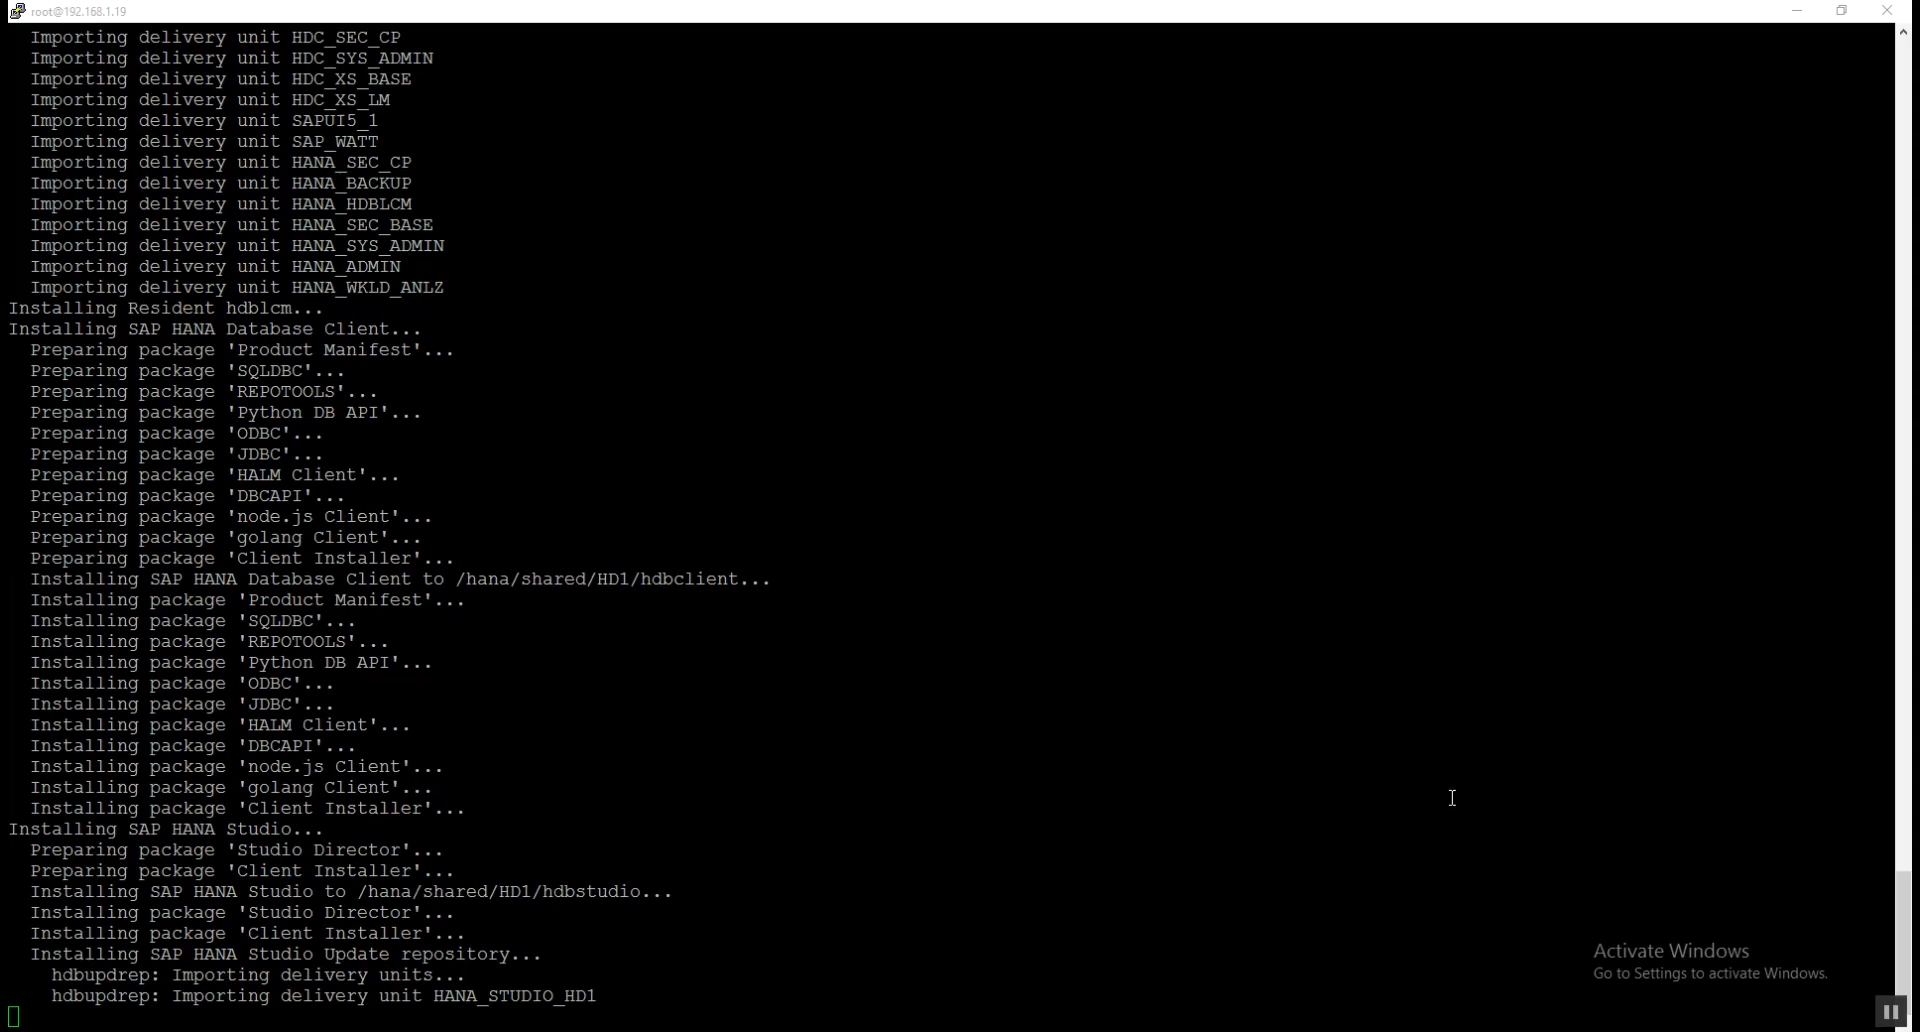 root@192.168.1.19
Importing delivery unit HDC_SEC_CP
Importing delivery unit HDC_SYS_ADMIN
Importing delivery unit HDC_XS_BASE
Importing delivery unit HDC_XS_LM
Importing delivery unit SAPUI5_1
Importing delivery unit SAP_WATT
Importing delivery unit HANA_SEC_CP
Importing delivery unit HANA_BACKUP
Importing delivery unit HANA_HDBLCM
Importing delivery unit HANA_SEC_BASE
Importing delivery unit HANA_SYS_ADMIN
Importing delivery unit HANA_ADMIN
Importing delivery unit HANA_WKLD_ANLZ
Installing Resident hdblcm...
Installing SAP HANA Database Client...
Preparing package 'Product Manifest'...
Preparing package 'SQLDBC'...
Preparing package 'REPOTOOLS'...
Preparing package 'Python DB API'...
Preparing package 'ODBC'...
Preparing package 'JDBC'...
Preparing package 'HALM Client'...
Preparing package 'DBCAPI'...
Preparing package 'node.js Client'...
Preparing package 'golang Client'...
Preparing package 'Client Installer'...
Installing SAP HANA Database Client to /hana/shared/HD1/hdbclient...
Installing package 'Product Manifest'...
Installing package 'SQLDBC'...
Installing package 'REPOTOOLS'...
Installing package 'Python DB API'...
Installing package 'ODBC'...
Installing package 'JDBC'...
Installing package 'HALM Client'...
Installing package 'DBCAPI'...
Installing package 'node.js Client'...
Installing package 'golang Client'...
Installing package 'Client Installer'...
Installing SAP HANA Studio...
Preparing package 'Studio Director'...
Preparing package 'Client Installer'...
Installing SAP HANA Studio to /hana/shared/HD1/hdbstudio...
Installing package 'Studio Director'...
Installing package 'Client Installer'...
Installing SAP HANA Studio Update repository...
hdbupdrep: Importing delivery units...
hdbupdrep: Importing delivery unit HANA_STUDIO_HD1
Activate Windows
Go to Settings to activate Windows.